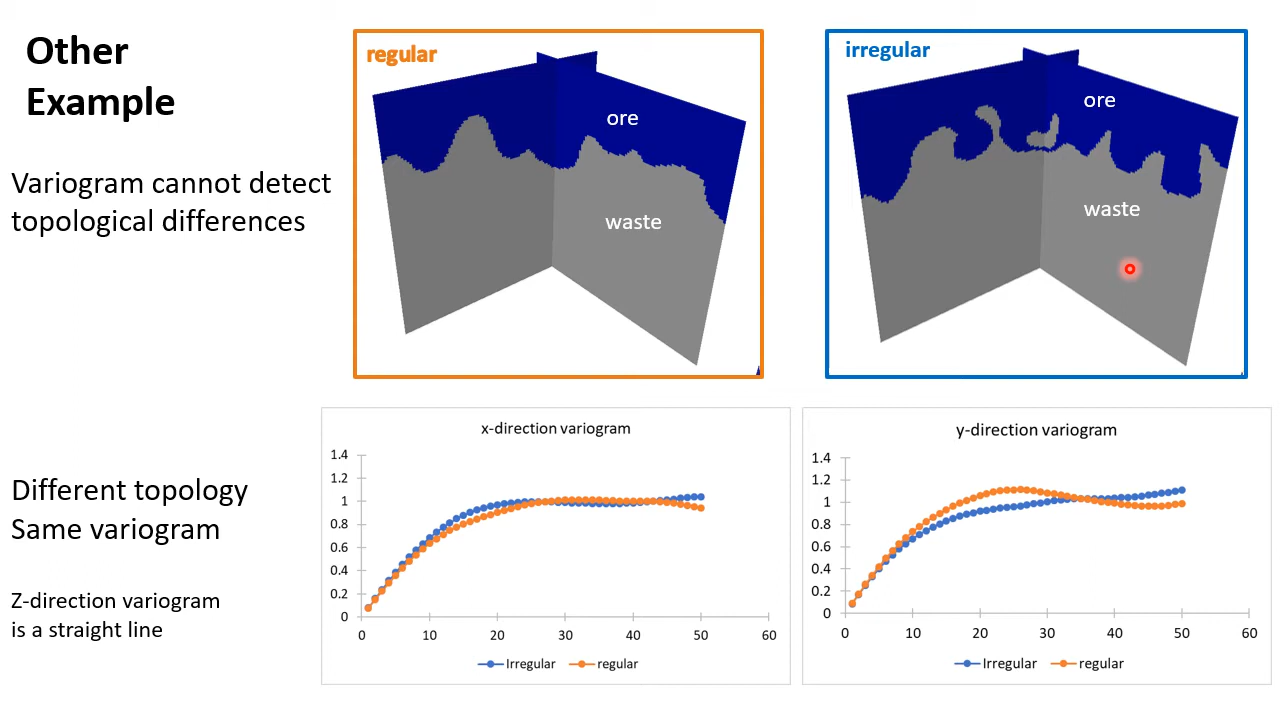 Other
Example
Variogram cannot detect
topological differences
regular
ore
waste
irregular
ore
waste
Different topology
Same variogram
Z-direction variogram
is a straight line
x-direction variogram
1.4
1.2
1
0.8
0.6
0.4
0.2
0
0 10 20 30 40 50 60
Irregular regular
y-direction variogram
1.4
1.2
1
0.8
0.6
0.4
0.2
0
0 10 20 30 40 50 60
Irregular regular